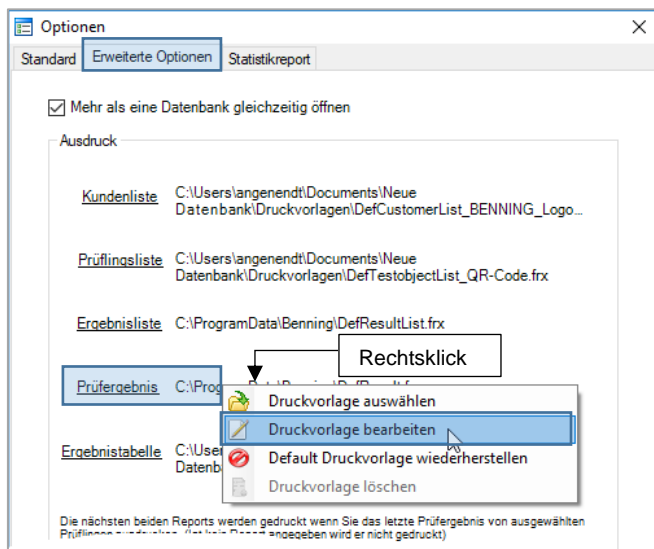 Optionen
Standard Erweiterte Optionen Statistikreport
Mehr als eine Datenbank gleichzeitig öffnen
Ausdruck
Kundenliste C:\Users\angenendt\Documents\Neue
Datenbank\Druckvorlagen\DefCustomerList_BENNING_Logo...
Prüflingsliste C:\Users\angenendt\Documents\Neue
Datenbank\Druckvorlagen\DefTestobjectList_QR-Code.frx
Ergebnisliste C:\ProgramData\Benning\DefResultList.frx
Rechtsklick
Prüfergebnis C:\Prog
Druckvorlage auswählen
Druckvorlage bearbeiten
Ergebnistabelle C:\User
Datenb
Default Druckvorlage wiederherstellen
Druckvorlage löschen
Die nächsten beiden Reports werden gedruckt wenn Sie das letzte Prüfergebnis von ausgewählten